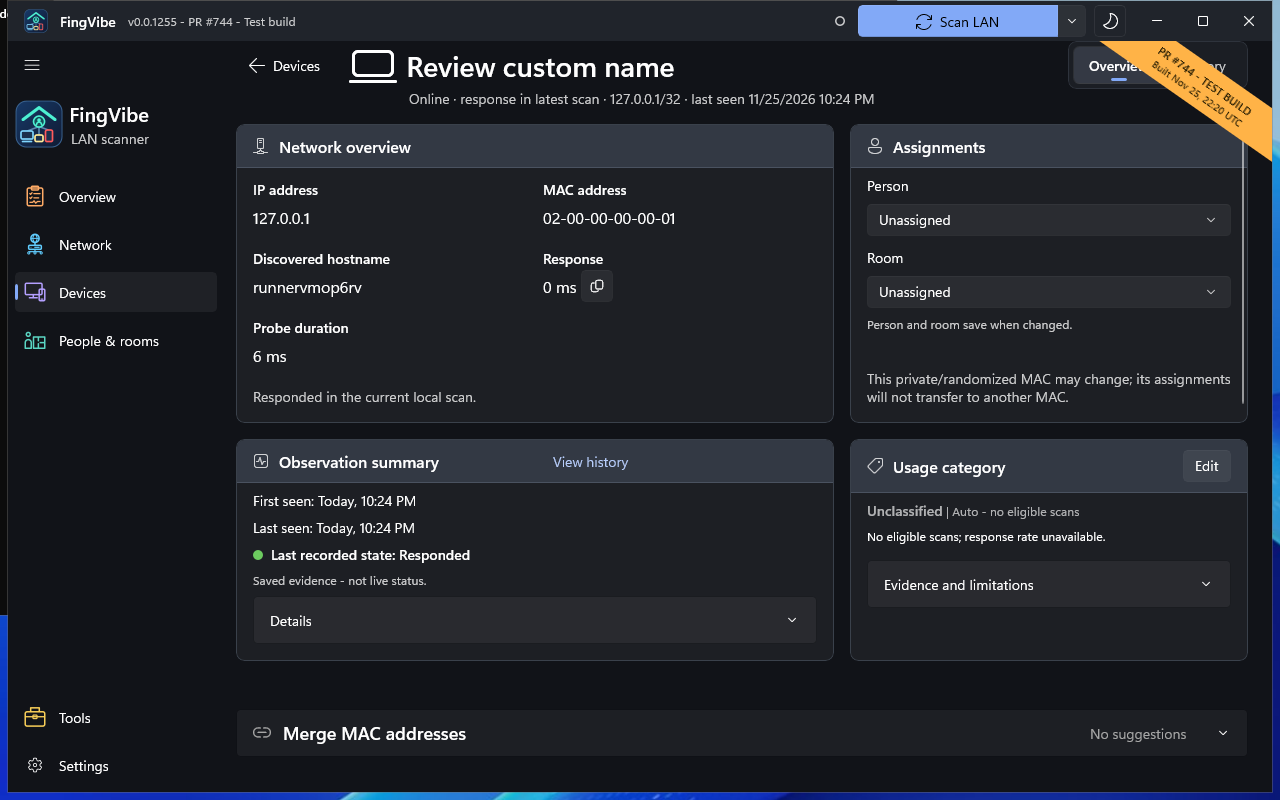 FingVibe v0.0.1255 - PR #744 - Test build
Scan LAN
Devices
Review custom name
Online · response in latest scan · 127.0.0.1/32 · last seen 11/25/2026 10:24 PM
PR #744 - TEST BUILD
Built Nov 25, 22:20 UTC
FingVibe
LAN scanner
Overview
Network
Devices
People & rooms
Tools
Settings
Network overview
IP address
127.0.0.1
MAC address
02-00-00-00-00-01
Discovered hostname
runnervmop6rv
Response
0 ms
Probe duration
6 ms
Responded in the current local scan.
Assignments
Person
Unassigned
Room
Unassigned
Person and room save when changed.
This private/randomized MAC may change; its assignments
will not transfer to another MAC.
Observation summary
View history
First seen: Today, 10:24 PM
Last seen: Today, 10:24 PM
Last recorded state: Responded
Saved evidence - not live status.
Details
Usage category
Edit
Unclassified | Auto - no eligible scans
No eligible scans; response rate unavailable.
Evidence and limitations
Merge MAC addresses
No suggestions